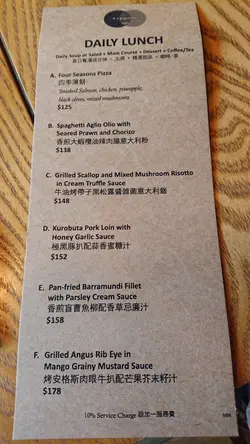 DAILY LUNCH
Daily Soup or Salad + Main Course + Dessert + Coffee/Tea
A. Four Seasons Pizza
四季薄餅
Smoked Salmon, chicken, pineapple,
black olives, mixed mushrooms
$125
B. Spaghetti Aglio Olio with
Seared Prawn and Chorizo
香煎大蝦欖油辣肉腸意大利粉
$138
C. Grilled Scallop and Mixed Mushroom Risotto
in Cream Truffle Sauce
牛油烤帶子黑松露醬雜菌意大利飯
$148
D. Kurobuta Pork Loin with
Honey Garlic Sauce
極黑豚扒配蒜香蜜糖汁
$152
E. Pan-fried Barramundi Fillet
with Parsley Cream Sauce
香煎盲曹魚柳配香草忌廉汁
$158
F. Grilled Angus Rib Eye in
Mango Grainy Mustard Sauce
烤安格斯肉眼牛扒配芒果芥末籽汁
$178
10% Service Charge 設加一服務費